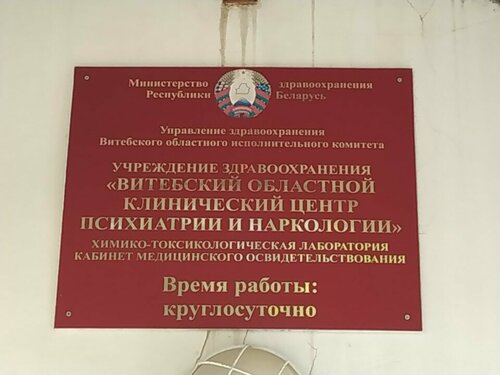 Министерство здравоохранения
Республики Беларусь
Управление здравоохранения
Витебского областного исполнительного комитета
УЧРЕЖДЕНИЕ ЗДРАВООХРАНЕНИЯ
«ВИТЕБСКИЙ ОБЛАСТНОЙ
КЛИНИЧЕСКИЙ ЦЕНТР
ПСИХИАТРИИ И НАРКОЛОГИИ»
ХИМИКО-ТОКСИКОЛОГИЧЕСКАЯ ЛАБОРАТОРИЯ
КАБИНЕТ МЕДИЦИНСКОГО ОСВИДЕТЕЛЬСТВОВАНИЯ
Время работы:
круглосуточно